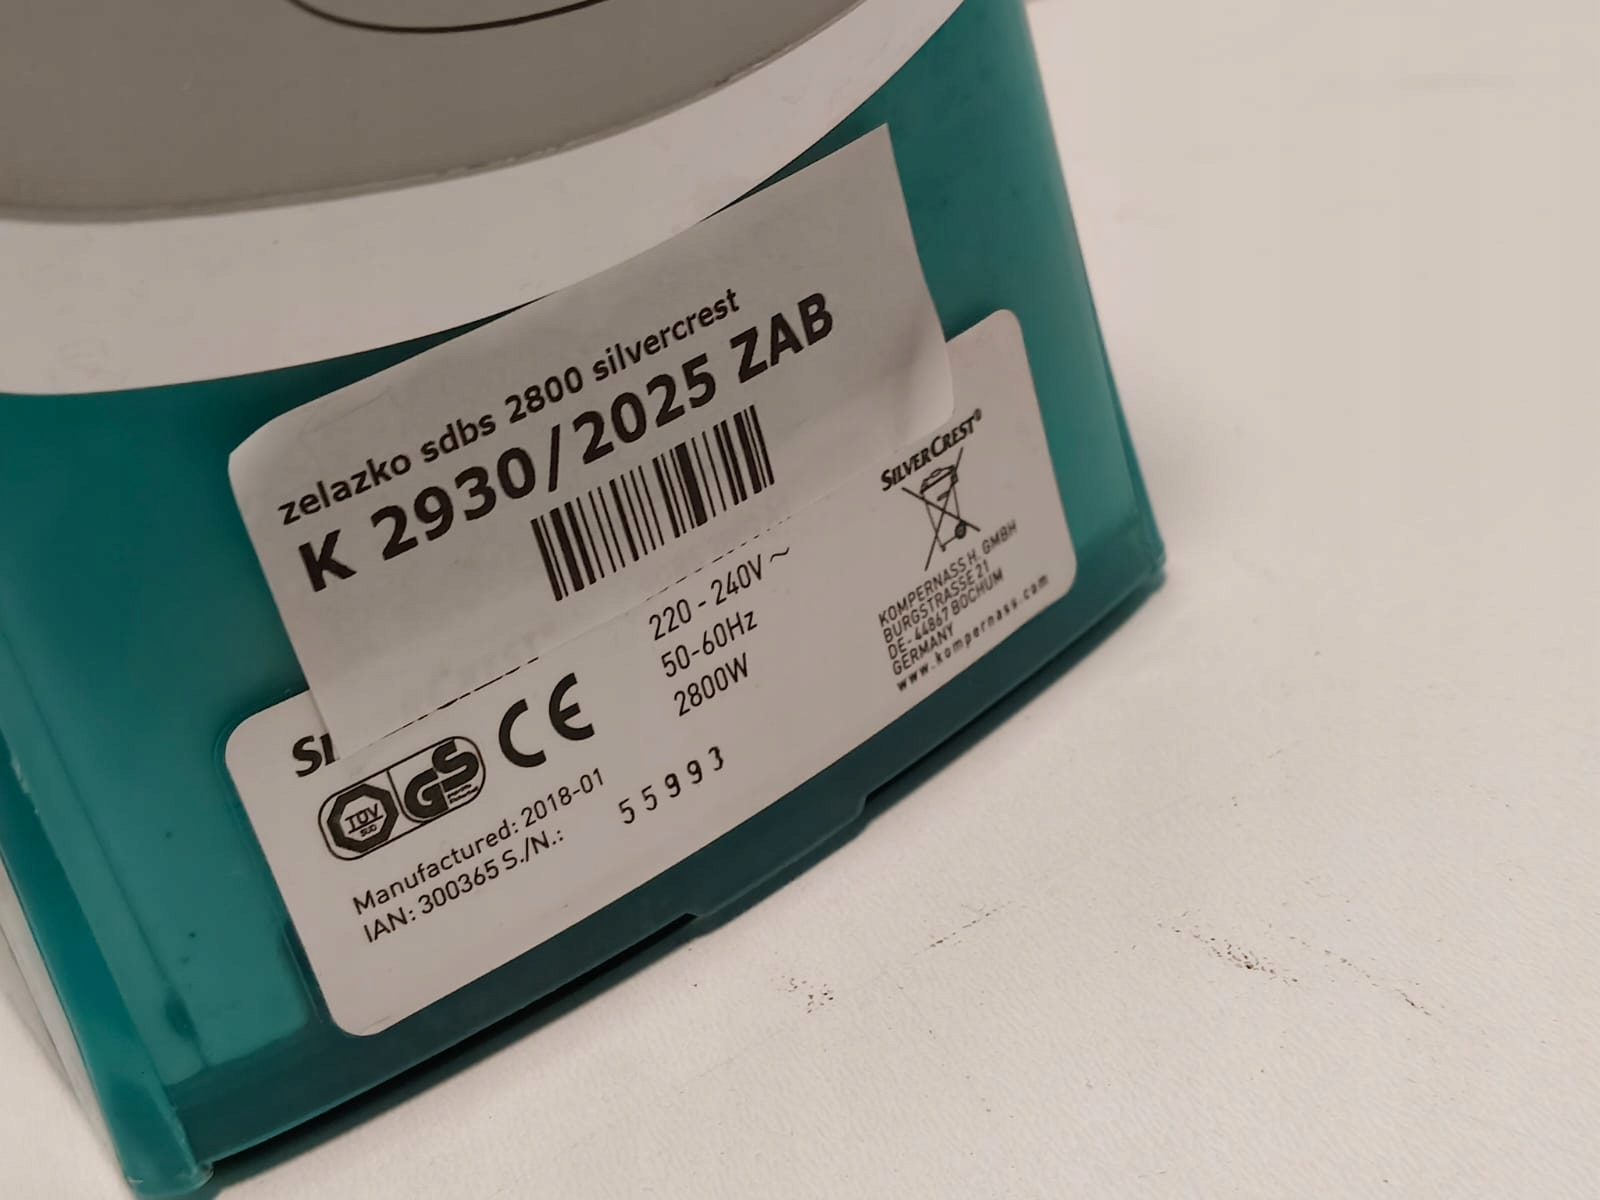 zelazko sdbs 2800 silvercrest
K 2930/2025 ZAB
220 - 240V ~
50-60Hz
2800W
CE
TÜV
SÜD
GS
Manufactured: 2018-01
IAN: 300365 S./N.:
55993
SILVERCREST®
KOMPERNASS H. GMBH
BURGSTRASSE 21
DE- 44867 BOCHUM
GERMANY
www.kompernass.com